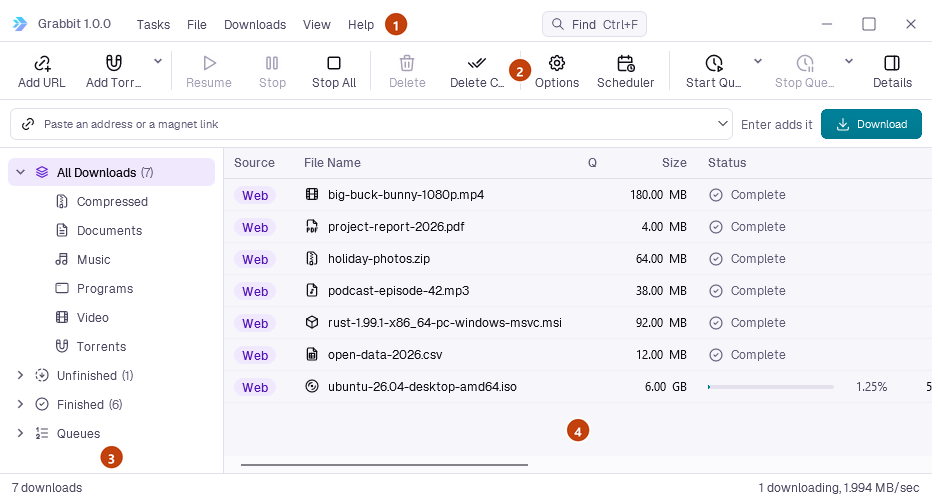 Grabbit 1.0.0 Tasks File Downloads View Help 1 Find Ctrl+F
Add URL Add Torr... Resume Stop Stop All Delete Delete C... 2 Options Scheduler Start Qu... Stop Que... Details
Paste an address or a magnet link Enter adds it Download
All Downloads (7)
Compressed
Documents
Music
Programs
Video
Torrents
Unfinished (1)
Finished (6)
Queues
3
Source File Name Q Size Status
Web big-buck-bunny-1080p.mp4 180.00 MB Complete
Web project-report-2026.pdf 4.00 MB Complete
Web holiday-photos.zip 64.00 MB Complete
Web podcast-episode-42.mp3 38.00 MB Complete
Web rust-1.99.1-x86_64-pc-windows-msvc.msi 92.00 MB Complete
Web open-data-2026.csv 12.00 MB Complete
Web ubuntu-26.04-desktop-amd64.iso 6.00 GB 1.25% 5
4
7 downloads 1 downloading, 1.994 MB/sec